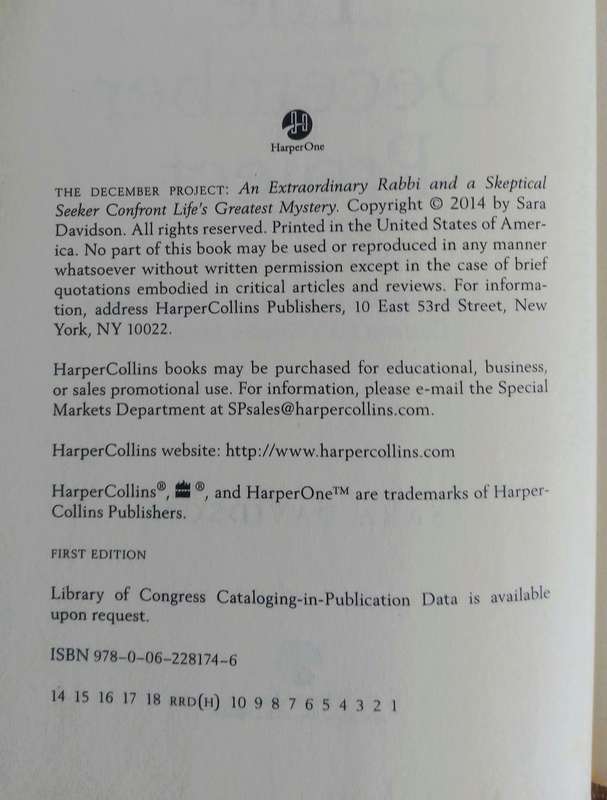 HarperOne
THE DECEMBER PROJECT: An Extraordinary Rabbi and a Skeptical
Seeker Confront Life's Greatest Mystery. Copyright © 2014 by Sara
Davidson. All rights reserved. Printed in the United States of Amer-
ica. No part of this book may be used or reproduced in any manner
whatsoever without written permission except in the case of brief
quotations embodied in critical articles and reviews. For informa-
tion, address HarperCollins Publishers, 10 East 53rd Street, New
York, NY 10022.
HarperCollins books may be purchased for educational, business,
or sales promotional use. For information, please e-mail the Special
Markets Department at SPsales@harpercollins.com.
HarperCollins website: http://www.harpercollins.com
HarperCollins®, ®, and HarperOne™ are trademarks of Harper-
Collins Publishers.
FIRST EDITION
Library of Congress Cataloging-in-Publication Data is available
upon request.
ISBN 978-0-06-228174-6
14 15 16 17 18 RRD(H) 10 9 8 7 6 5 4 3 2 1